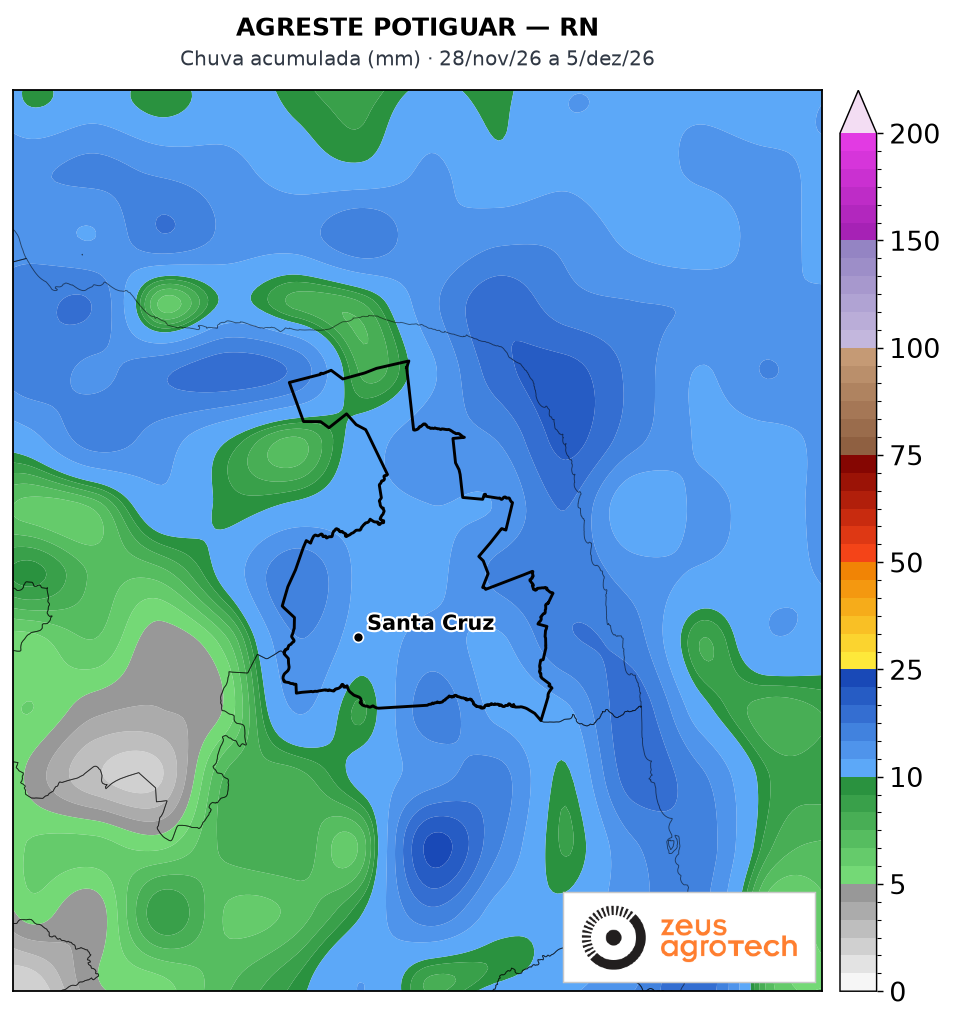 AGRESTE POTIGUAR — RN
Chuva acumulada (mm) · 28/nov/26 a 5/dez/26
200
150
100
75
50
25
10
5
0
Santa Cruz
zeus
agrotech